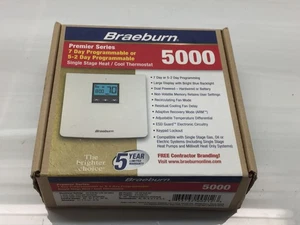 Braeburn
Premier Series
7 Day Programmable or
5-2 Day Programmable
Single Stage Heat / Cool Thermostat
5000
• 7 Day or 5-2 Day Programming
• Large Display with Bright Blue Backlight
• Dual Powered - Hardwired or Battery
• Non-Volatile Memory Retains User Settings
• Recirculating Fan Mode
• Residual Cooling Fan Delay
• Adaptive Recovery Mode (ARM™)
• Adjustable Temperature Differential
• Keypad Lockout
• Compatible with Single Stage Gas, Oil or
Electric Systems Including Single Stage
Heat Pumps and Millivolt Heat Only Systems
Braeburn
The brighter
choice
5 YEAR
LIMITED
WARRANTY
FREE Contractor Branding!
Visit www.braeburnonline.com
Premier Series
5000